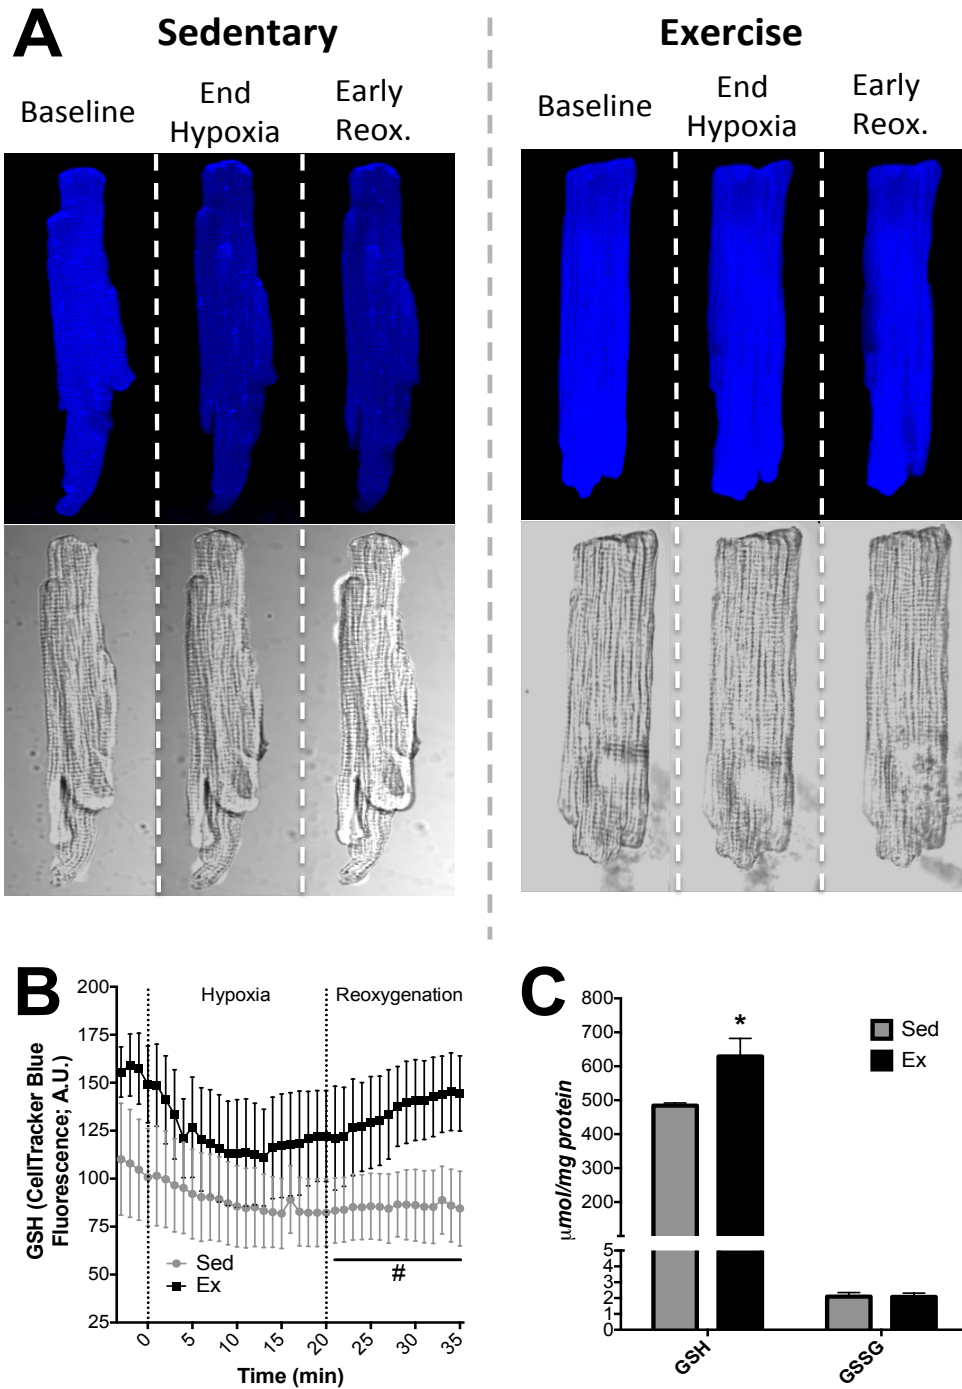 A
Sedentary
Exercise
Baseline
End
Hypoxia
Early
Reox.
Baseline
End
Hypoxia
Early
Reox.
B
GSH (CellTracker Blue
Fluorescence; A.U.)
200
175
150
125
100
75
50
25
Hypoxia
Reoxygenation
#
Sed
Ex
0
5
10
15
20
25
30
35
Time (min)
C
μmol/mg protein
800
700
600
500
400
300
200
5
4
3
2
1
0
*
Sed
Ex
GSH
GSSG